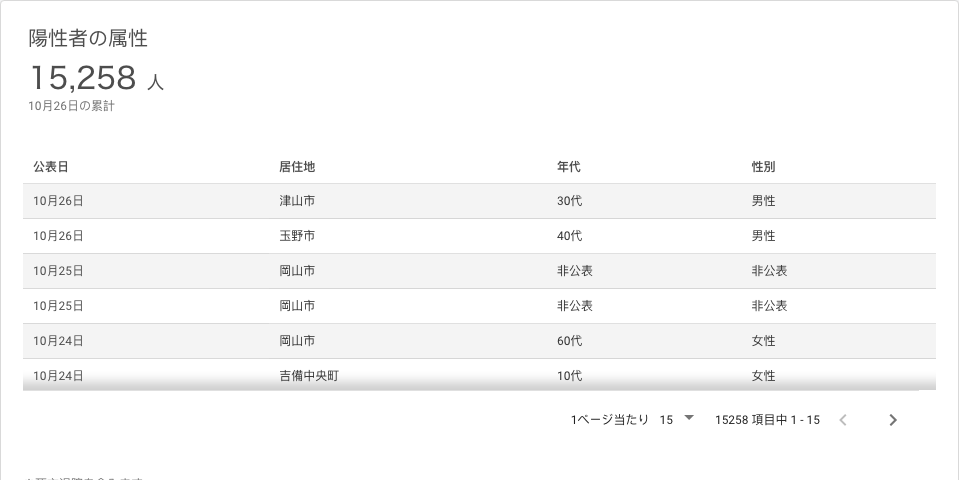 陽性者の属性
15,258 人
10月26日の累計
公表日 居住地 年代 性別
10月26日 津山市 30代 男性
10月26日 玉野市 40代 男性
10月25日 岡山市 非公表 非公表
10月25日 岡山市 非公表 非公表
10月24日 岡山市 60代 女性
10月24日 吉備中央町 10代 女性
1ページ当たり 15 15258 項目中 1 - 15